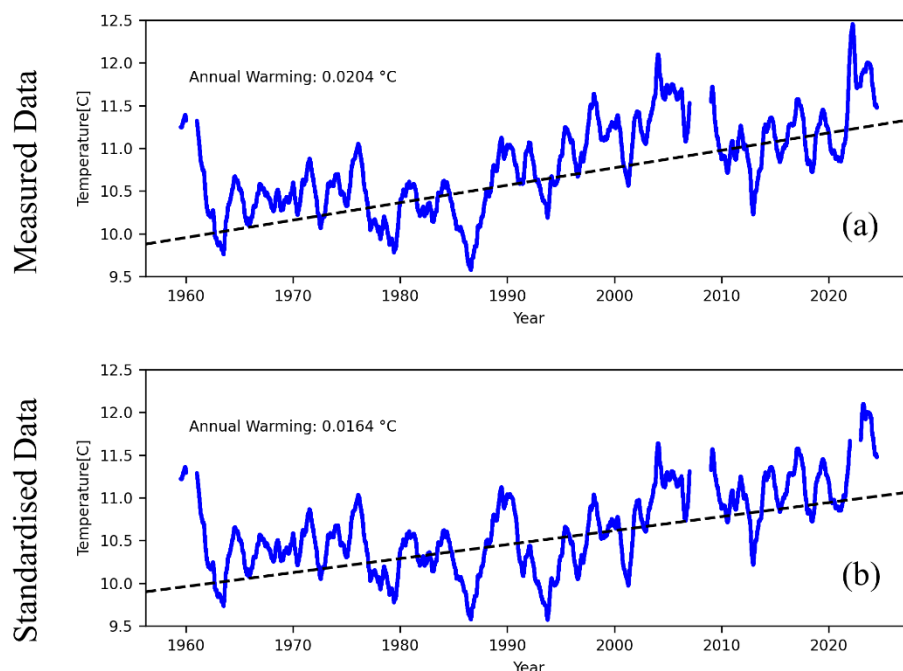 Measured Data
12.5
12.0
11.5
11.0
10.5
10.0
9.5
Temperature[C]
Annual Warming: 0.0204 °C
(a)
1960 1970 1980 1990 2000 2010 2020
Year
Standardised Data
12.5
12.0
11.5
11.0
10.5
10.0
9.5
Temperature[C]
Annual Warming: 0.0164 °C
(b)
1960 1970 1980 1990 2000 2010 2020
Year